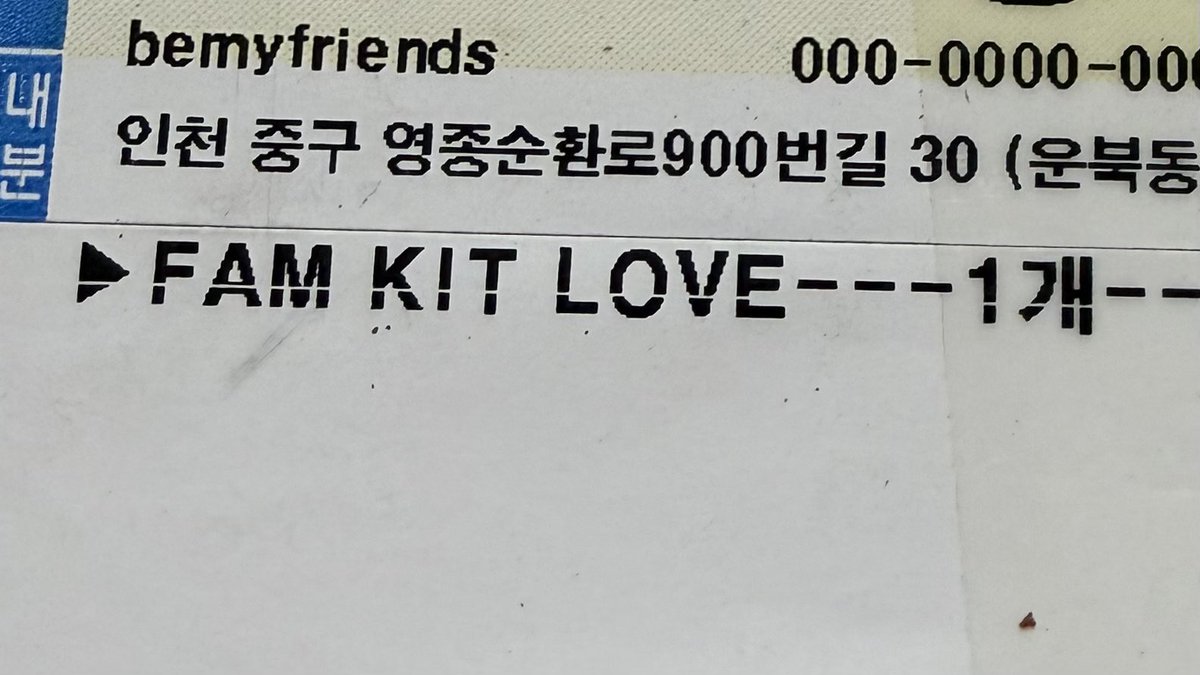 bemyfriends 000-0000-000
내
분
인천 중구 영종순환로900번길 30 (운북동
▶FAM KIT LOVE---1개--